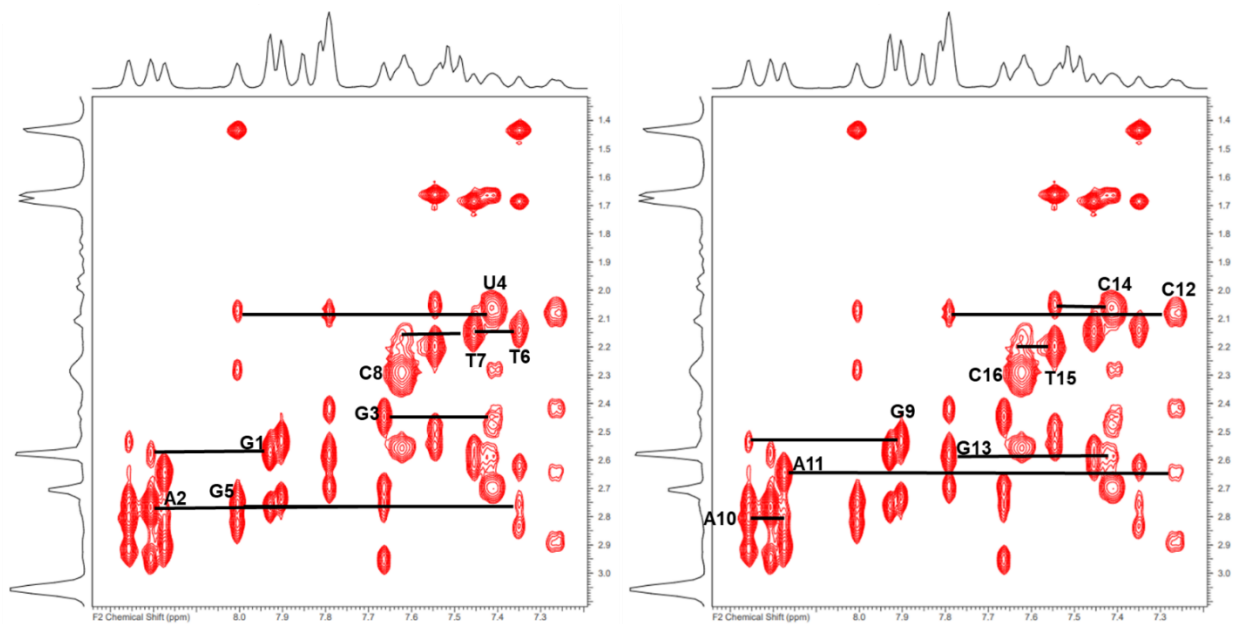 U4
T7
T6
C8
G3
G1
G5
A2
1.4
1.5
1.6
1.7
1.8
1.9
2.0
2.1
2.2
2.3
2.4
2.5
2.6
2.7
2.8
2.9
3.0
F2 Chemical Shift (ppm)
8.0
7.9
7.8
7.7
7.6
7.5
7.4
7.3
C14
C12
C16
T15
G9
G13
A11
A10
1.4
1.5
1.6
1.7
1.8
1.9
2.0
2.1
2.2
2.3
2.4
2.5
2.6
2.7
2.8
2.9
3.0
F2 Chemical Shift (ppm)
8.0
7.9
7.8
7.7
7.6
7.5
7.4
7.3